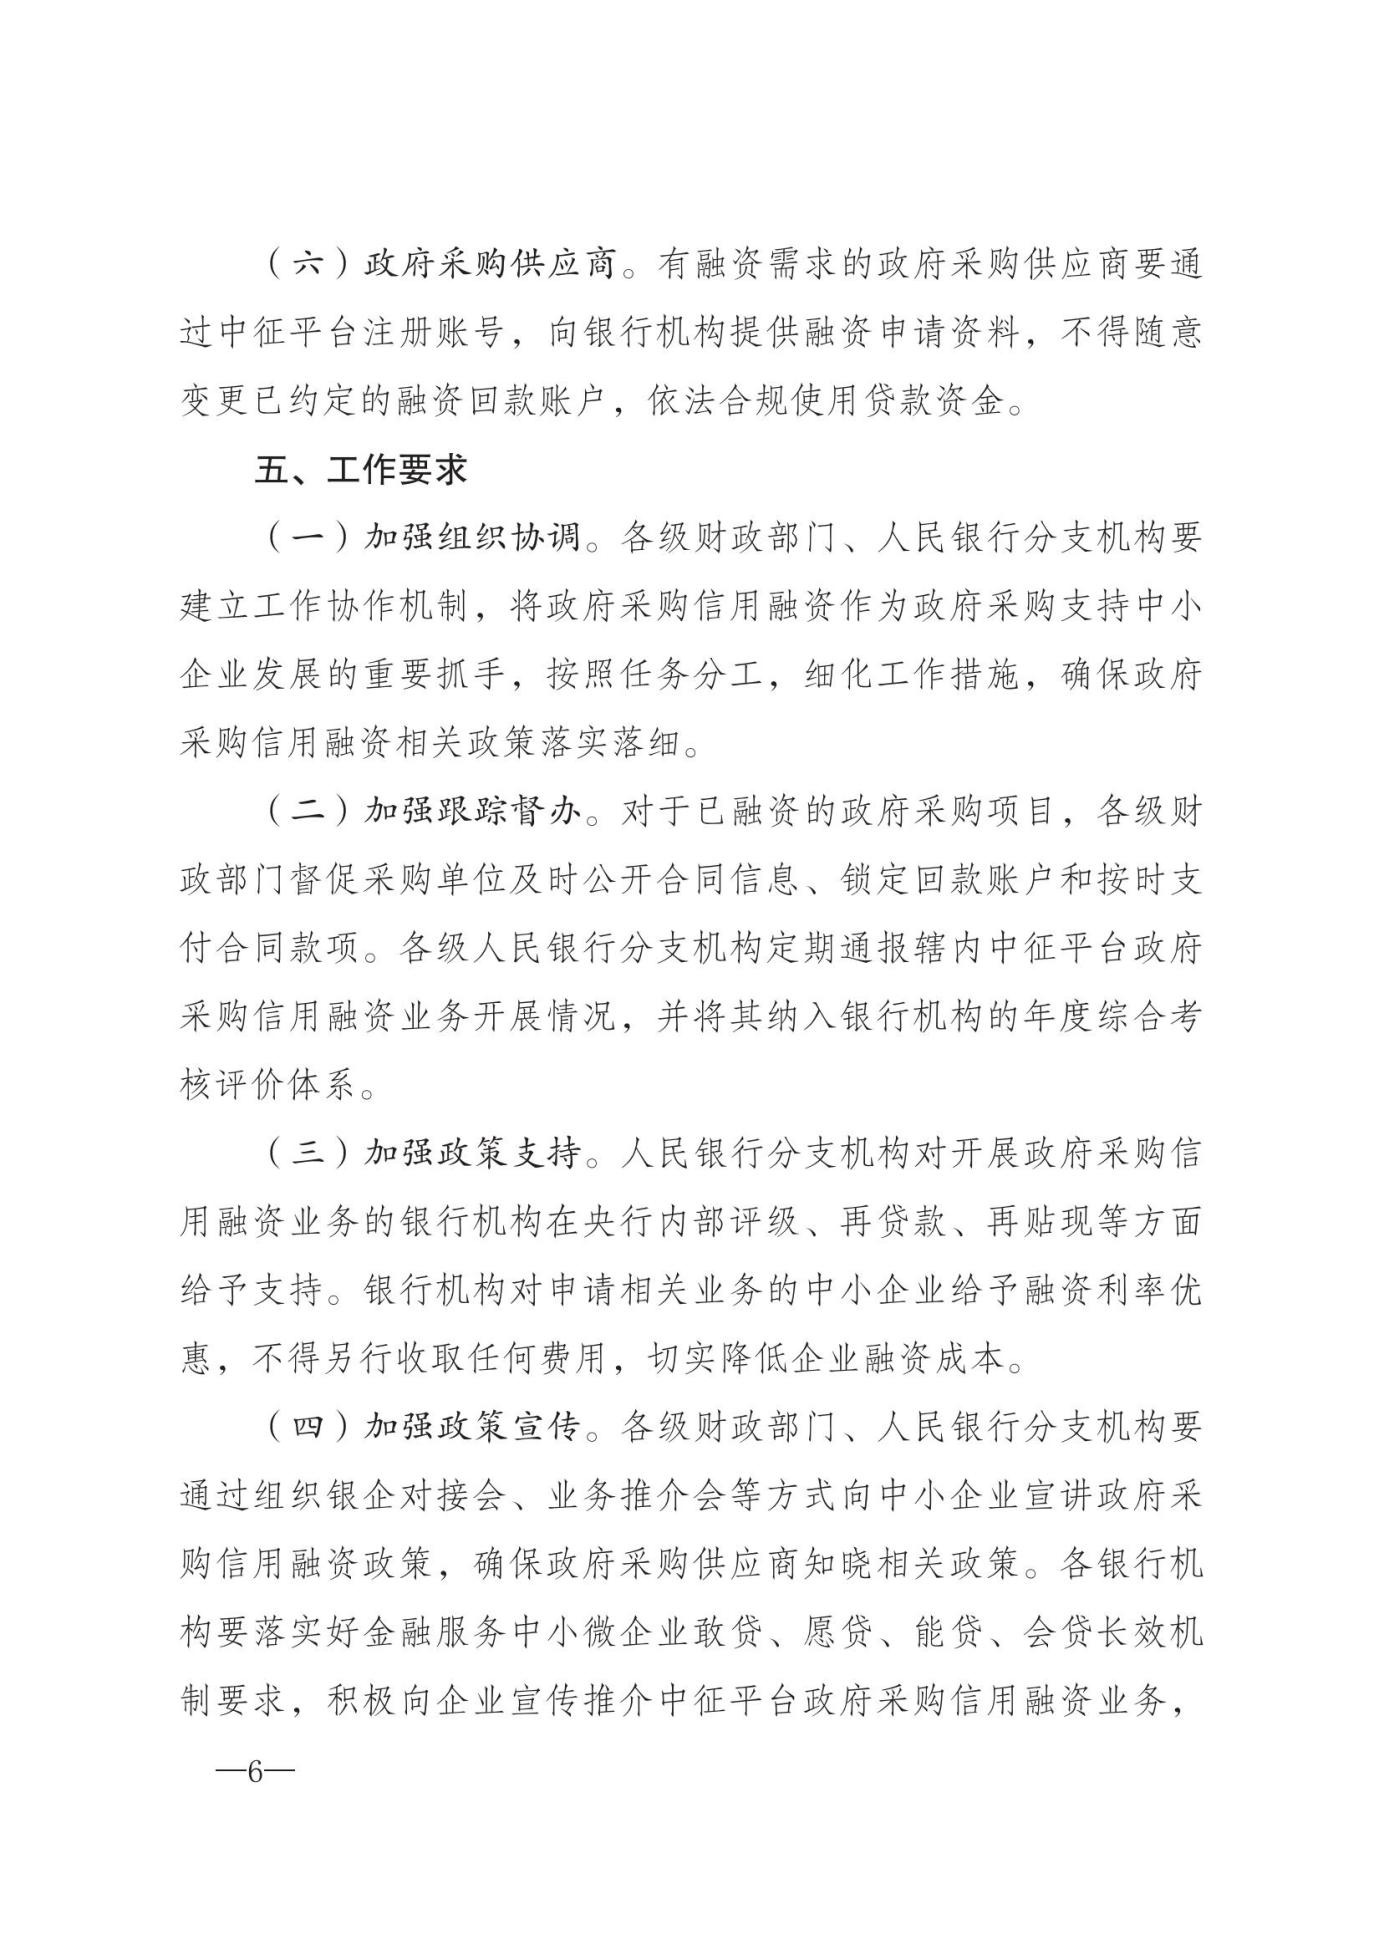 （六）政府采购供应商。有融资需求的政府采购供应商要通
过中征平台注册账号，向银行机构提供融资申请资料，不得随意
变更已约定的融资回款账户，依法合规使用贷款资金。
五、工作要求
（一）加强组织协调。各级财政部门、人民银行分支机构要
建立工作协作机制，将政府采购信用融资作为政府采购支持中小
企业发展的重要抓手，按照任务分工，细化工作措施，确保政府
采购信用融资相关政策落实落细。
（二）加强跟踪督办。对于已融资的政府采购项目，各级财
政部门督促采购单位及时公开合同信息、锁定回款账户和按时支
付合同款项。各级人民银行分支机构定期通报辖内中征平台政府
采购信用融资业务开展情况，并将其纳入银行机构的年度综合考
核评价体系。
（三）加强政策支持。人民银行分支机构对开展政府采购信
用融资业务的银行机构在央行内部评级、再贷款、再贴现等方面
给予支持。银行机构对申请相关业务的中小企业给予融资利率优
惠，不得另行收取任何费用，切实降低企业融资成本。
（四）加强政策宣传。各级财政部门、人民银行分支机构要
通过组织银企对接会、业务推介会等方式向中小企业宣讲政府采
购信用融资政策，确保政府采购供应商知晓相关政策。各银行机
构要落实好金融服务中小微企业敢贷、愿贷、能贷、会贷长效机
制要求，积极向企业宣传推介中征平台政府采购信用融资业务，
—6—